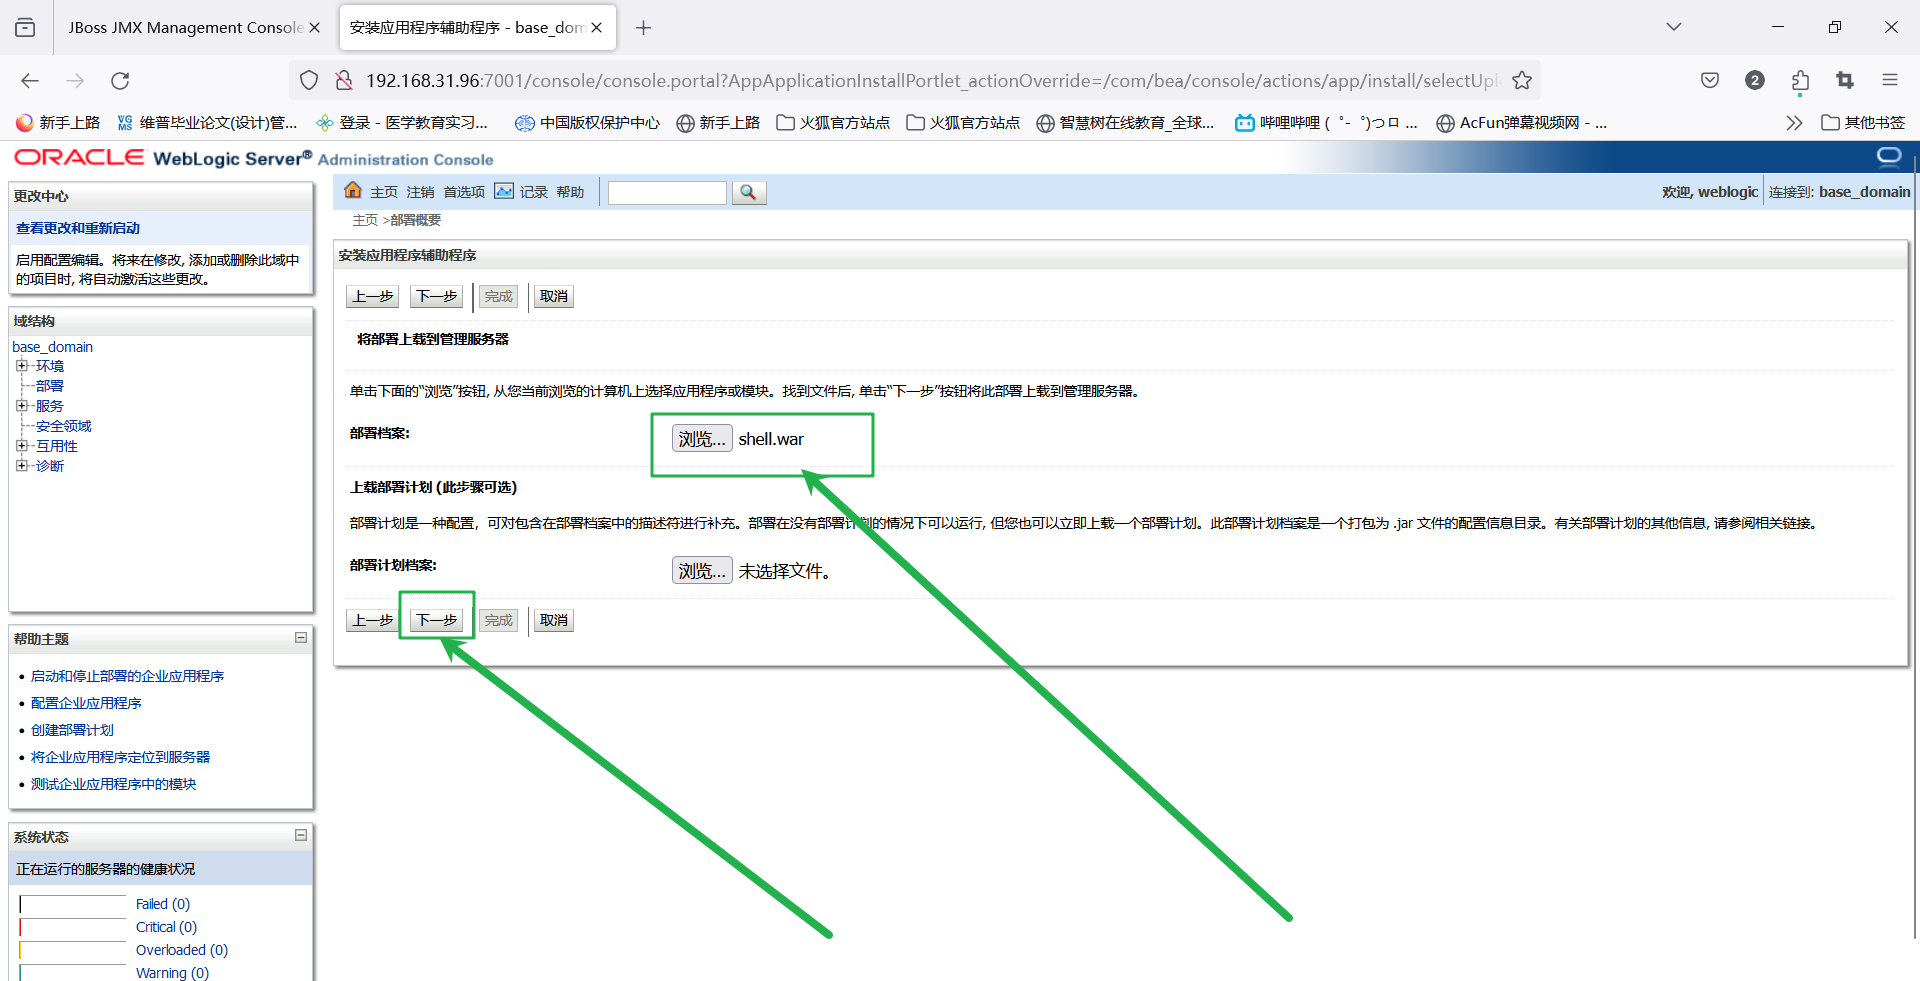 JBoss JMX Management Console
安装应用程序辅助程序 - base_dom
192.168.31.96:7001/console/console.portal?AppApplicationInstallPortlet_actionOverride=/com/bea/console/actions/app/install/selectUpl
2
新手上路
VG MS 维普毕业论文(设计)管...
登录 - 医学教育实习...
中国版权保护中心
新手上路
火狐官方站点
火狐官方站点
智慧树在线教育_全球...
哔哩哔哩 ( ゜- ゜)つロ ...
AcFun弹幕视频网 - ...
其他书签
ORACLE WebLogic Server® Administration Console
更改中心
查看更改和重新启动
启用配置编辑。将来在修改, 添加或删除此域中
的项目时, 将自动激活这些更改。
域结构
base_domain
环境
部署
服务
安全领域
互用性
诊断
帮助主题
启动和停止部署的企业应用程序
配置企业应用程序
创建部署计划
将企业应用程序定位到服务器
测试企业应用程序中的模块
系统状态
正在运行的服务器的健康状况
Failed (0)
Critical (0)
Overloaded (0)
Warning (0)
主页 注销 首选项 记录 帮助
欢迎, weblogic 连接到: base_domain
主页 >部署概要
安装应用程序辅助程序
上一步 下一步 完成 取消
将部署上载到管理服务器
单击下面的“浏览”按钮, 从您当前浏览的计算机上选择应用程序或模块。找到文件后, 单击“下一步”按钮将此部署上载到管理服务器。
部署档案: 浏览... shell.war
上载部署计划 (此步骤可选)
部署计划是一种配置，可对包含在部署档案中的描述符进行补充。部署在没有部署计划的情况下可以运行, 但您也可以立即上载一个部署计划。此部署计划档案是一个打包为 .jar 文件的配置信息目录。有关部署计划的其他信息, 请参阅相关链接。
部署计划档案: 浏览... 未选择文件。
上一步 下一步 完成 取消